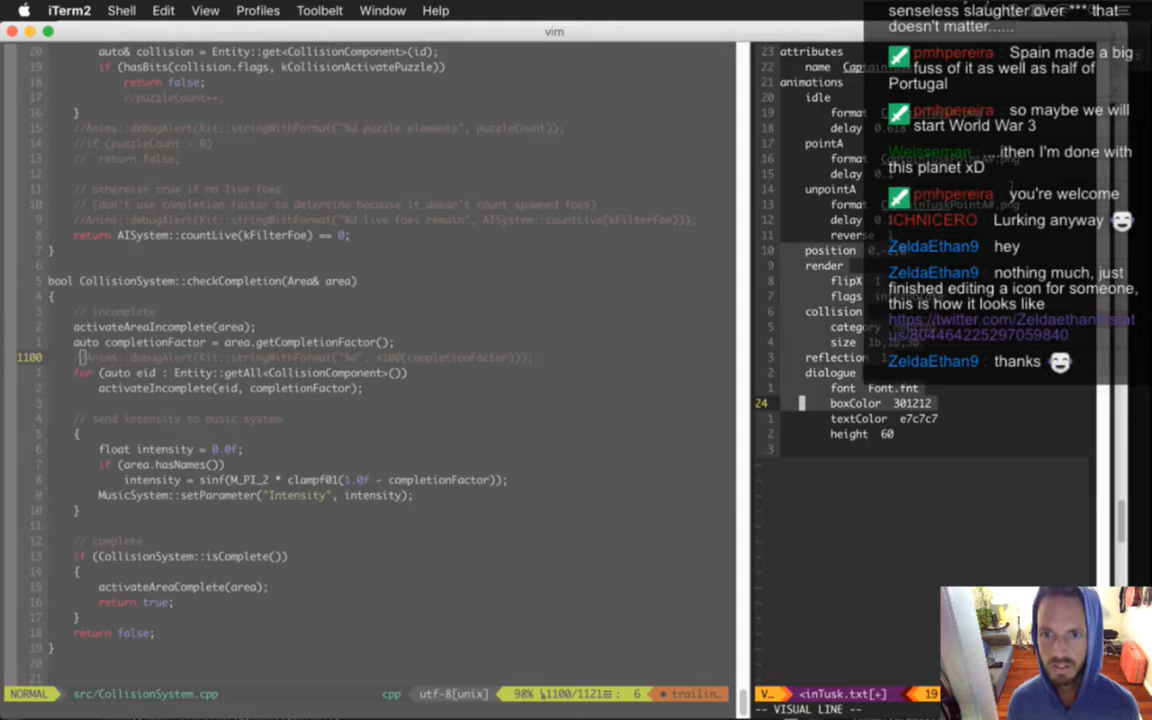 iTerm2 Shell Edit View Profiles Toolbelt Window Help
vim
20 auto& collision = Entity::get<CollisionComponent>(id);
19 if (hasBits(collision.flags, kCollisionActivatePuzzle))
18 return false;
17 //puzzleCount++;
16 }
15 //Anims::debugAlert(Kit::stringWithFormat("%d puzzle elements", puzzleCount));
14 //if (puzzleCount > 0)
13 // return false;
12
11 // otherwise true if no live foes
10 // (don't use completion factor to determine because it doesn't count spawned foes)
9 //Anims::debugAlert(Kit::stringWithFormat("%d live foes remain", AISystem::countLive(kFilterFoe)));
8 return AISystem::countLive(kFilterFoe) == 0;
7 }
6
5 bool CollisionSystem::checkCompletion(Area& area)
4 {
3 // incomplete
2 activateAreaIncomplete(area);
1 auto completionFactor = area.getCompletionFactor();
1100 //Anims::debugAlert(Kit::stringWithFormat("%d", x100(completionFactor)));
1 for (auto eid : Entity::getAll<CollisionComponent>())
2 activateIncomplete(eid, completionFactor);
3
4 // send intensity to music system
5 {
6 float intensity = 0.0f;
7 if (area.hasNames())
8 intensity = sinf(M_PI_2 * clampf01(1.0f - completionFactor));
9 MusicSystem::setParameter("Intensity", intensity);
10 }
11
12 // complete
13 if (CollisionSystem::isComplete())
14 {
15 activateAreaComplete(area);
16 return true;
17 }
18 return false;
19 }
20
21
NORMAL src/CollisionSystem.cpp cpp utf-8[unix] 98% 1100/1121 : 6 trailin…
23 attributes
22 name
21 animations
20 idle
19 format
18 delay 0.618
17 pointA
16 format
15 delay 0.1
14 unpointA
13 format
12 delay 0.1
11 reverse 1
10 position
9 render
8 flipX
7 flags
6 collision
5 category
4 size 1b,1b,30
3 reflection 1
2 dialogue
1 font Font.fnt
24 boxColor 301212
1 textColor e7c7c7
2 height 60
3
V… <inTusk.txt[+] 19
-- VISUAL LINE --
senseless slaughter over *** that
doesn't matter......
pmhpereira Spain made a big
fuss of it as well as half of
Portugal
pmhpereira so maybe we will
start World War 3
Weisseman ....ithen I'm done with
this planet xD
pmhpereira you're welcome
ICHNICERO Lurking anyway
ZeldaEthan9 hey
ZeldaEthan9 nothing much, just
finished editing a icon for someone,
this is how it looks like
us/804464225297059840
ZeldaEthan9 thanks